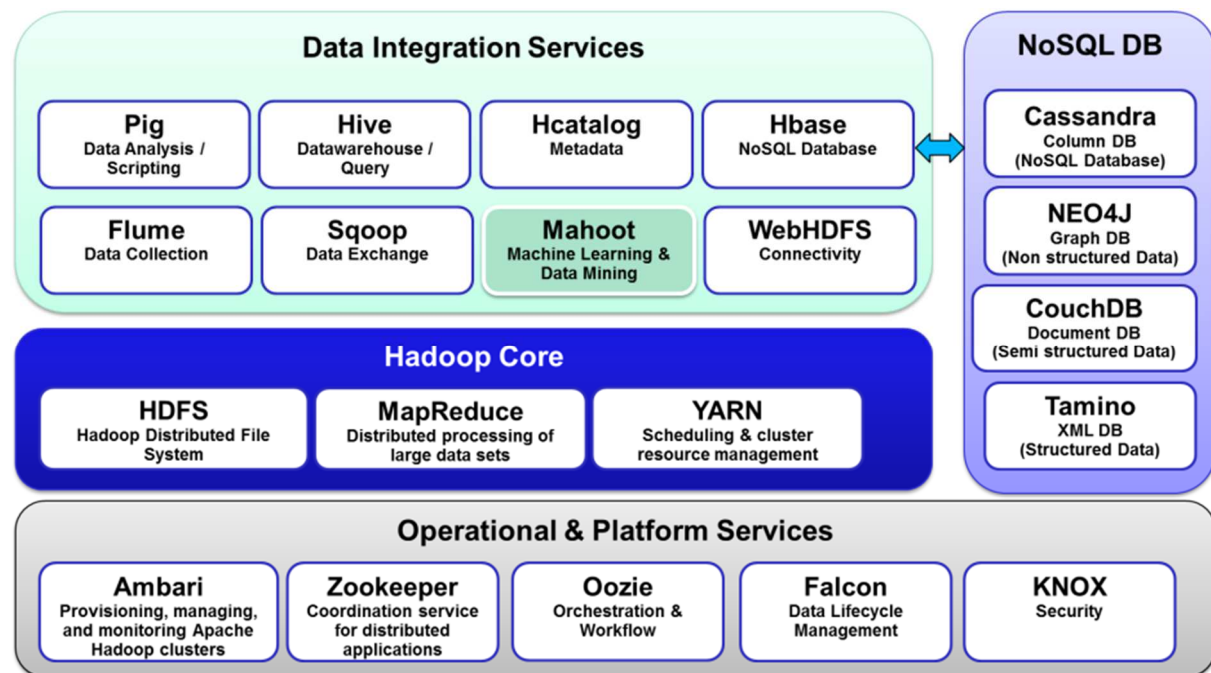 Data Integration Services
Pig
Data Analysis /
Scripting
Hive
Datawarehouse /
Query
Hcatalog
Metadata
Hbase
NoSQL Database
Flume
Data Collection
Sqoop
Data Exchange
Mahoot
Machine Learning &
Data Mining
WebHDFS
Connectivity
NoSQL DB
Cassandra
Column DB
(NoSQL Database)
NEO4J
Graph DB
(Non structured Data)
CouchDB
Document DB
(Semi structured Data)
Tamino
XML DB
(Structured Data)
Hadoop Core
HDFS
Hadoop Distributed File
System
MapReduce
Distributed processing of
large data sets
YARN
Scheduling & cluster
resource management
Operational & Platform Services
Ambari
Provisioning, managing,
and monitoring Apache
Hadoop clusters
Zookeeper
Coordination service
for distributed
applications
Oozie
Orchestration &
Workflow
Falcon
Data Lifecycle
Management
KNOX
Security